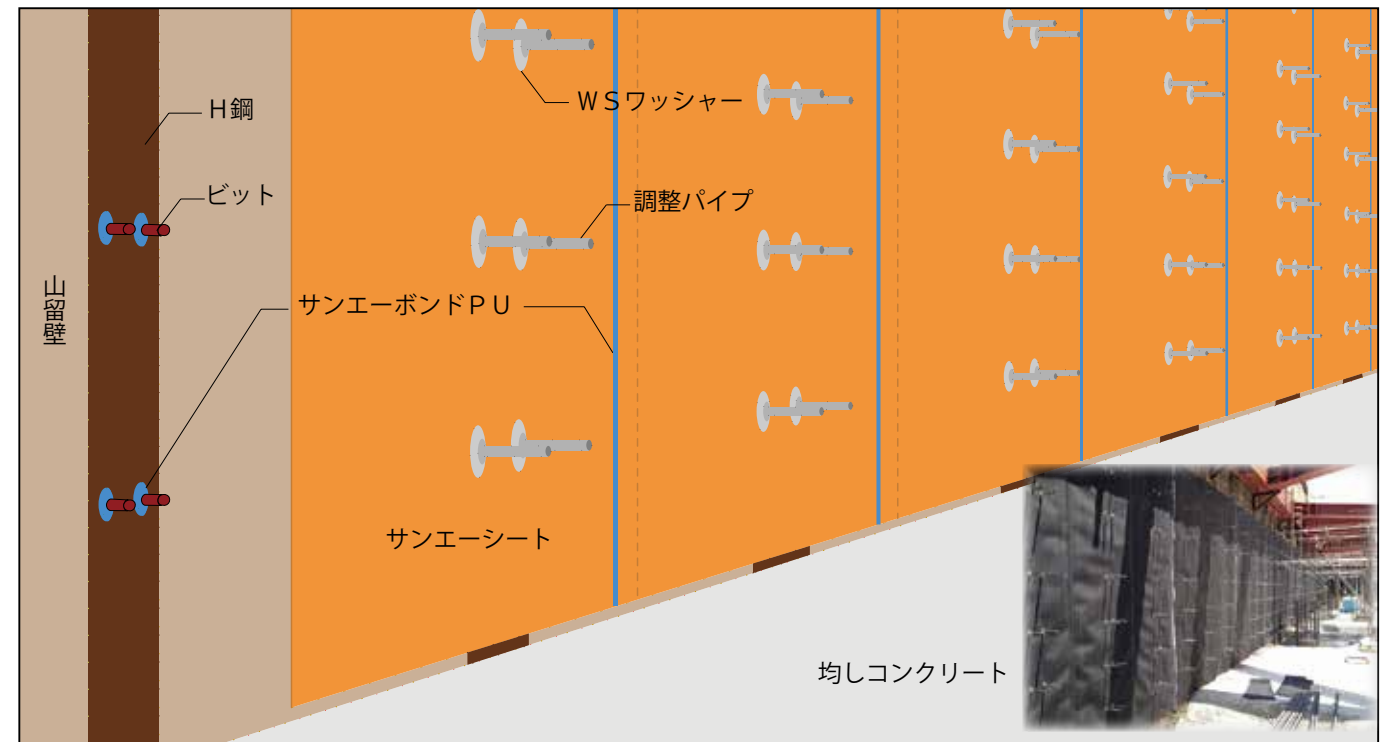 WSワッシャー
H鋼
ビット
調整パイプ
山留壁
サンエーボンドPU
サンエーシート
均しコンクリート